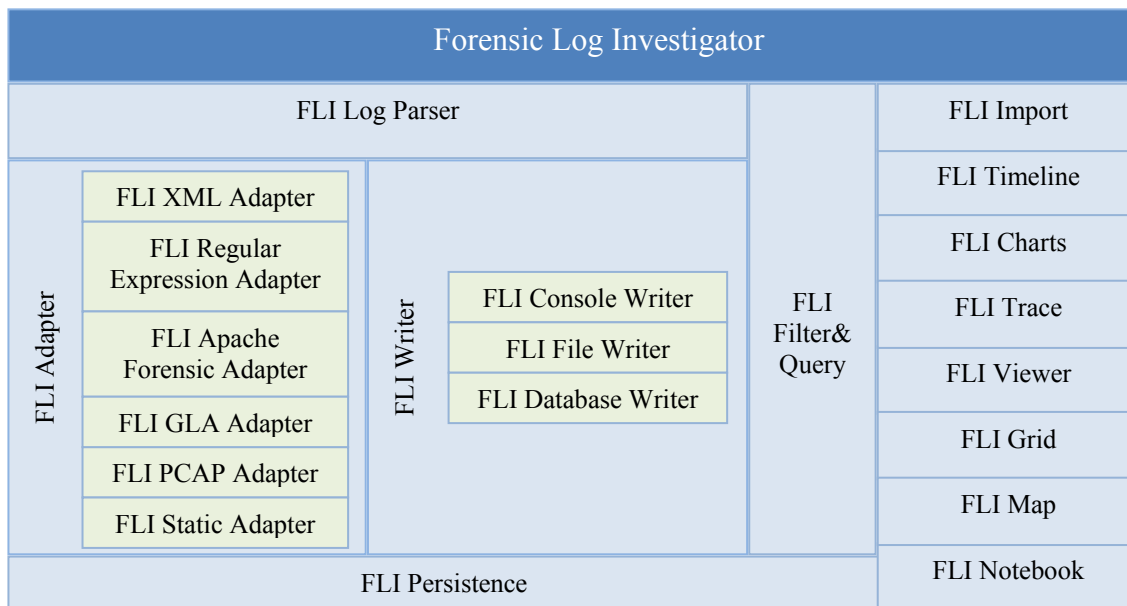 Forensic Log Investigator
FLI Log Parser
FLI Adapter
FLI XML Adapter
FLI Regular
Expression Adapter
FLI Apache
Forensic Adapter
FLI GLA Adapter
FLI PCAP Adapter
FLI Static Adapter
FLI Writer
FLI Console Writer
FLI File Writer
FLI Database Writer
FLI
Filter&
Query
FLI Import
FLI Timeline
FLI Charts
FLI Trace
FLI Viewer
FLI Grid
FLI Map
FLI Notebook
FLI Persistence